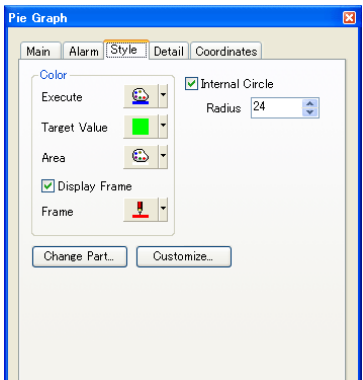 Pie Graph
Main Alarm Style Detail Coordinates
Color
Execute
Target Value
Area
Display Frame
Frame
Internal Circle
Radius 24
Change Part... Customize...